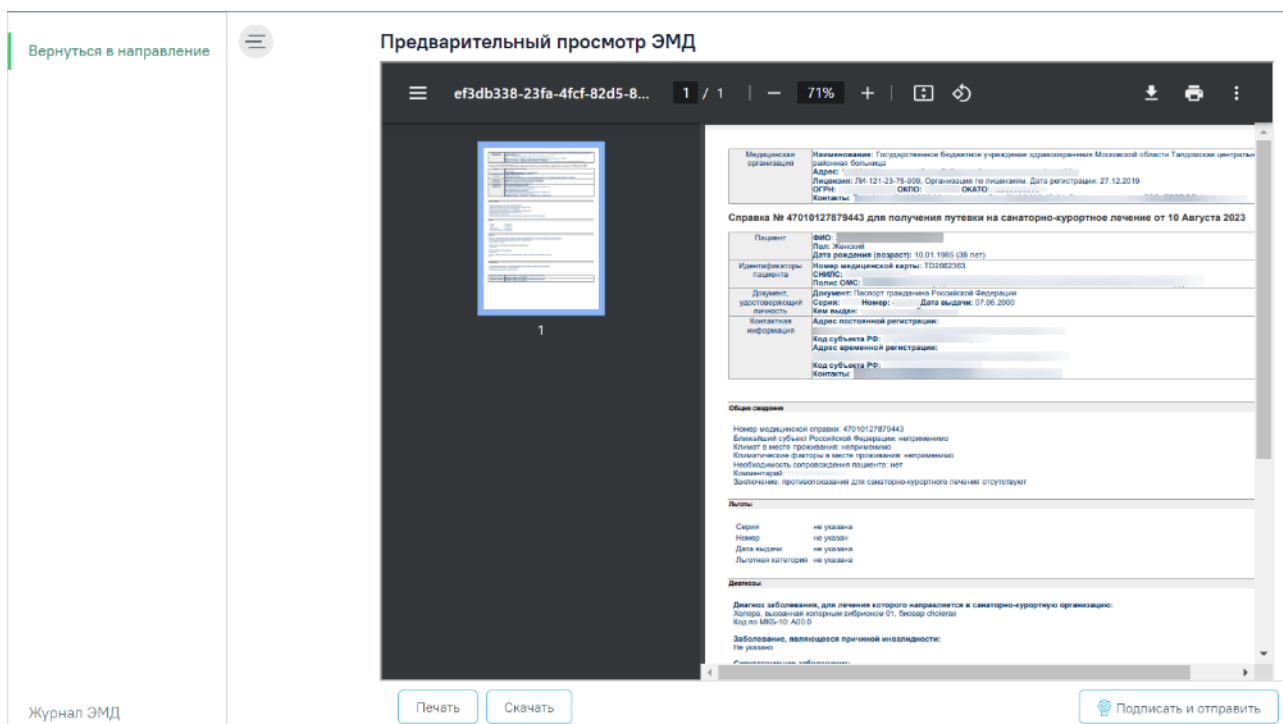 Вернуться в направление
Предварительный просмотр ЭМД
ef3db338-23fa-4fcf-82d5-8... 1 / 1 71%
1
Медицинская организация
Наименование: Государственное бюджетное учреждение здравоохранения Московской области Талдомская централь
районная больница
Адрес:
Лицензия: ЛИ-121-23-75-999, Организация по лицензиям. Дата регистрации: 27.12.2019
ОГРН: ОКПО: ОКАТО:
Контакты:
Справка № 47010127879443 для получения путевки на санаторно-курортное лечение от 10 Августа 2023
Пациент
ФИО:
Пол: Женский
Дата рождения (возраст): 10.01.1985 (38 лет)
Идентификаторы пациента
Номер медицинской карты: TD2662363
СНИЛС:
Полис ОМС:
Документ, удостоверяющий личность
Документ: Паспорт гражданина Российской Федерации
Серия: Номер: Дата выдачи: 07.06.2000
Кем выдан:
Контактная информация
Адрес постоянной регистрации:
Код субъекта РФ:
Адрес временной регистрации:
Код субъекта РФ:
Контакты:
Общие сведения
Номер медицинской справки: 47010127879443
Ближайший субъект Российской Федерации: неприменимо
Климат в месте проживания: неприменимо
Климатические факторы в месте проживания: неприменимо
Необходимость сопровождения пациента: нет
Комментарий:
Заключение: противопоказания для санаторно-курортного лечения отсутствуют
Льготы
Серия не указана
Номер не указан
Дата выдачи не указана
Льготная категория не указана
Диагнозы
Диагноз заболевания, для лечения которого направляется в санаторно-курортную организацию:
Холера, вызванная холерным вибрионом 01, биовар cholerae
Код по МКБ-10: A00.0
Заболевание, являющееся причиной инвалидности:
Не указано
Сопутствующие заболевания:
Печать
Скачать
Подписать и отправить
Журнал ЭМД